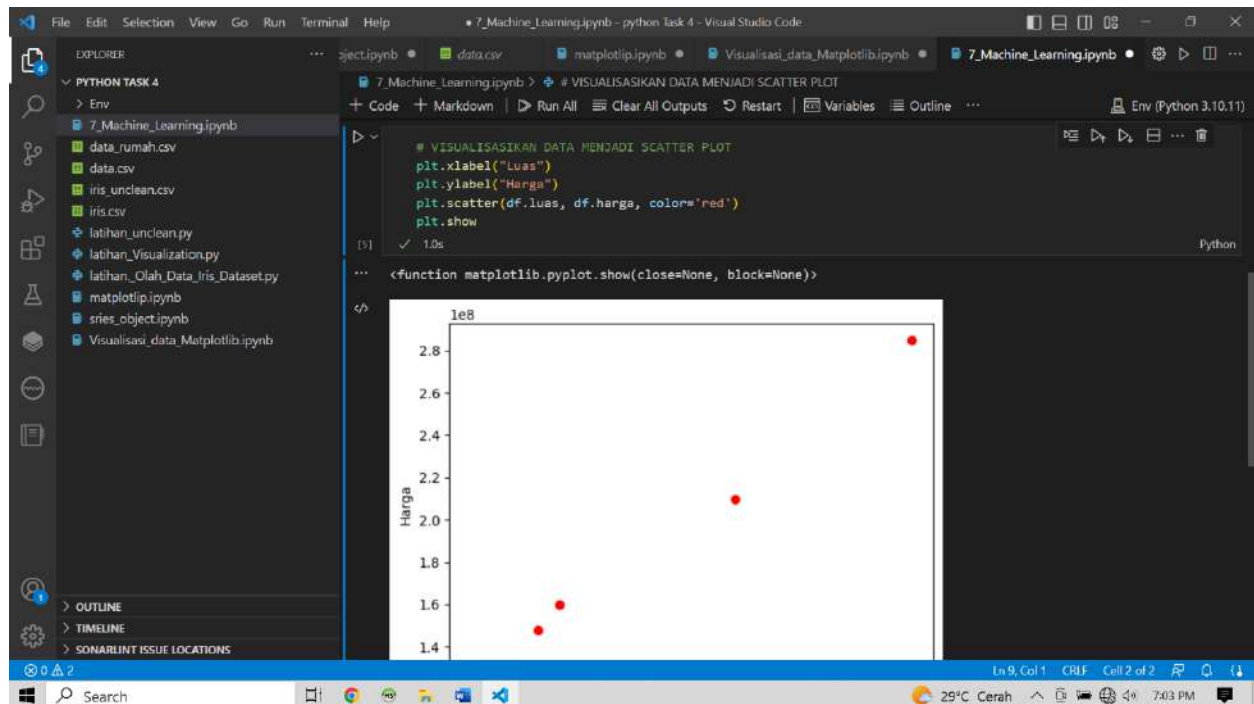 File Edit Selection View Go Run Terminal Help
• 7_Machine_Learning.ipynb - python Task 4 - Visual Studio Code
EXPLORER
PYTHON TASK 4
Env
7_Machine_Learning.ipynb
data_rumah.csv
data.csv
iris_unclean.csv
iris.csv
latihan_unclean.py
latihan_Visualization.py
latihan._Olah_Data_Iris_Dataset.py
matplotlip.ipynb
sries_object.ipynb
Visualisasi_data_Matplotlib.ipynb
OUTLINE
TIMELINE
SONARLINT ISSUE LOCATIONS
oject.ipynb data.csv matplotlip.ipynb Visualisasi_data_Matplotlib.ipynb 7_Machine_Learning.ipynb
7_Machine_Learning.ipynb > # VISUALISASIKAN DATA MENJADI SCATTER PLOT
+ Code + Markdown | Run All Clear All Outputs Restart | Variables Outline ... Env (Python 3.10.11)
# VISUALISASIKAN DATA MENJADI SCATTER PLOT
plt.xlabel("Luas")
plt.ylabel("Harga")
plt.scatter(df.luas, df.harga, color='red')
plt.show
[5] ✓ 1.0s Python
<function matplotlib.pyplot.show(close=None, block=None)>
1e8
2.8
2.6
2.4
2.2
2.0
1.8
1.6
1.4
Harga
0 2 Ln 9, Col 1 CRLF Cell 2 of 2
Search 29°C Cerah 7:03 PM